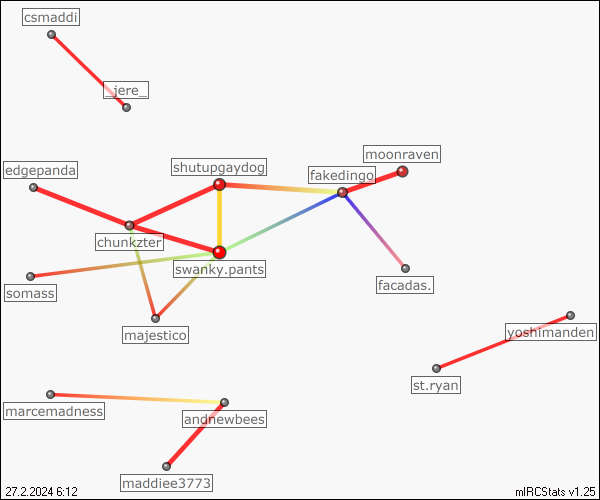 csmaddi
_jere_
moonraven
edgepanda
shutupgaydog
fakedingo
chunkzter
swanky.pants
somass
facadas.
majestico
yoshimanden
st.ryan
marcemadness
andnewbees
maddiee3773
27.2.2024 6:12
mIRCStats v1.25